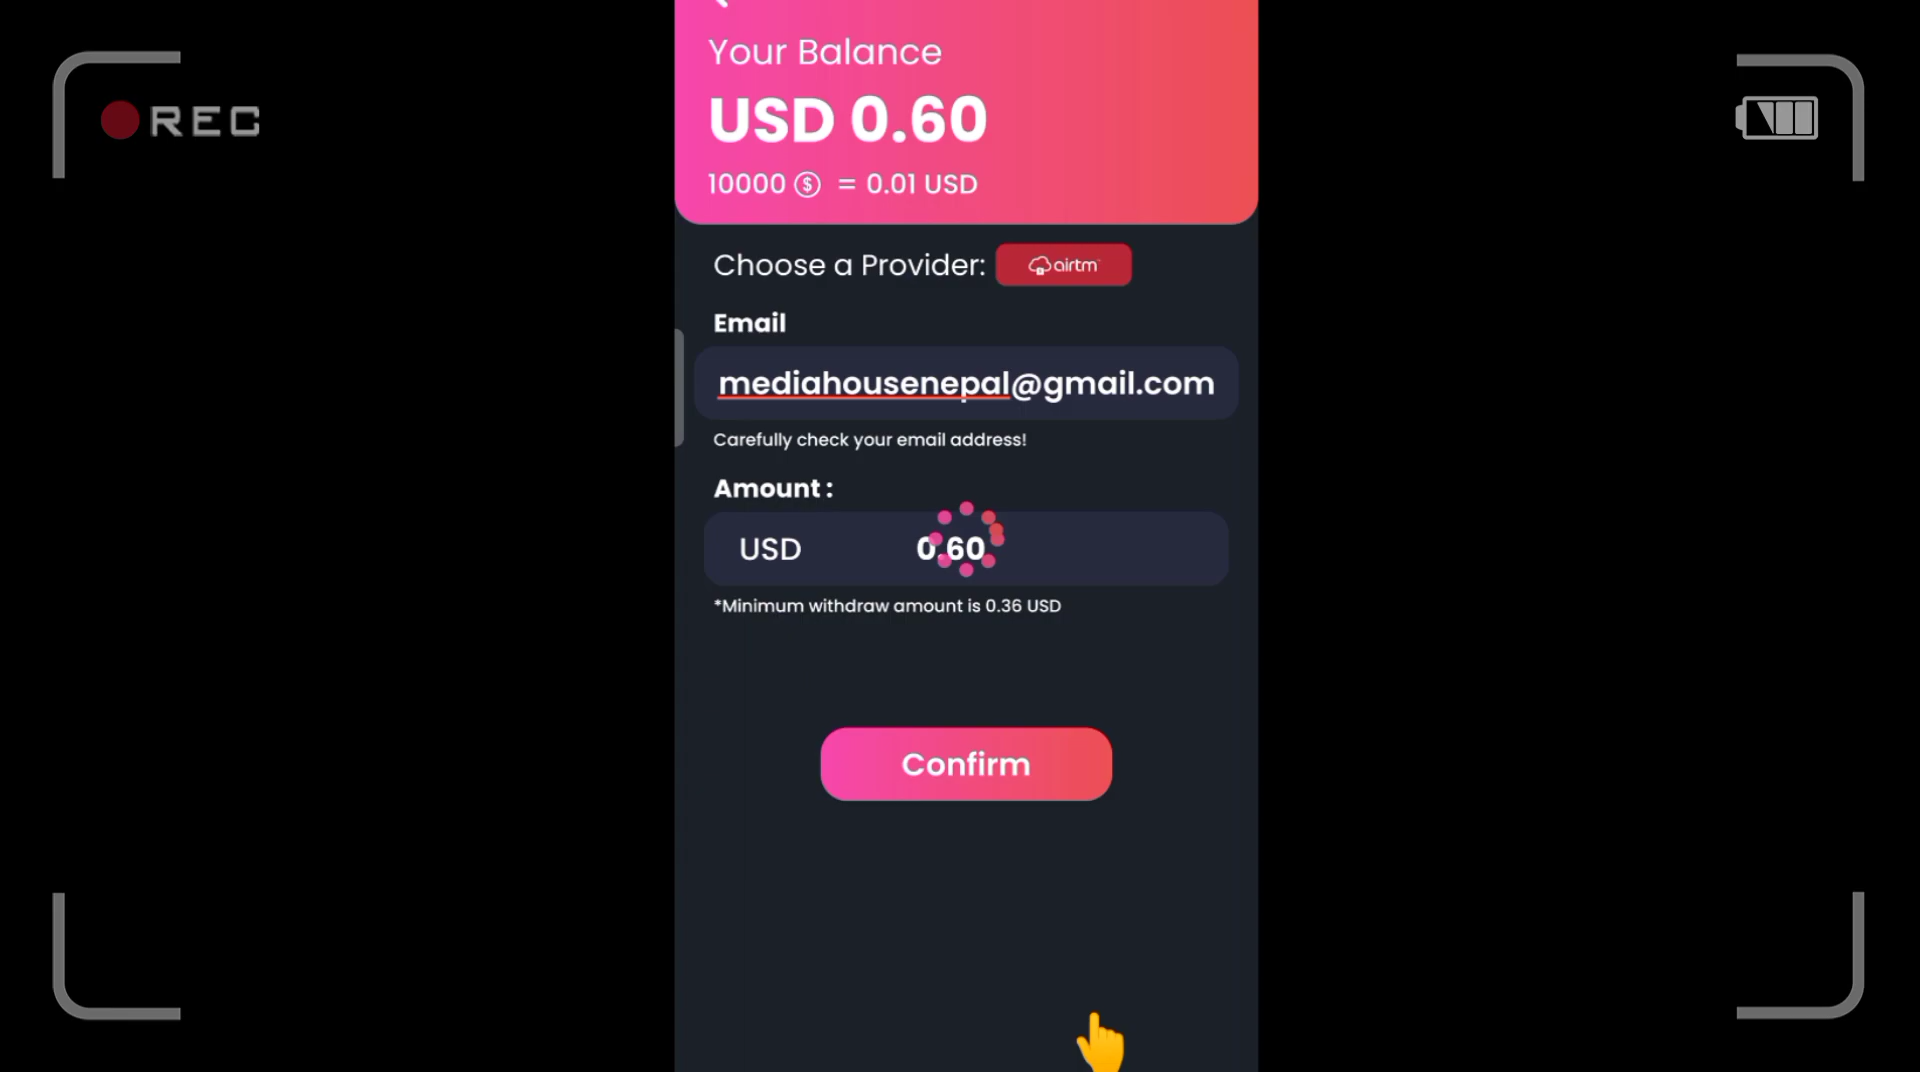 REC
Your Balance
USD 0.60
10000 $ = 0.01 USD
Choose a Provider: airtm
Email
mediahousenepal@gmail.com
Carefully check your email address!
Amount :
USD 0.60
*Minimum withdraw amount is 0.36 USD
Confirm